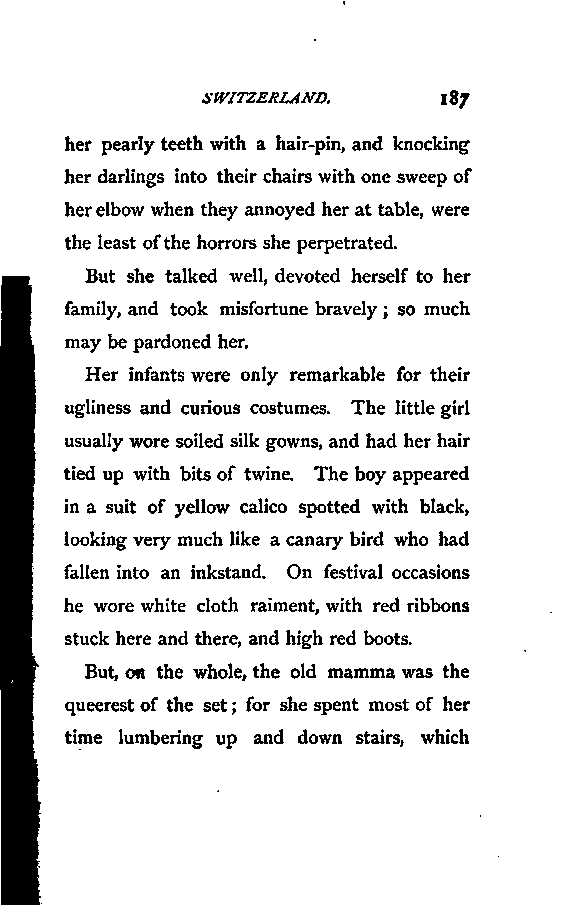 SWITZERLAND. 187
her pearly teeth with a hair-pin, and knocking
her darlings into their chairs with one sweep of
her elbow when they annoyed her at table, were
the least of the horrors she perpetrated.
But she talked well, devoted herself to her
family, and took misfortune bravely; so much
may be pardoned her.
Her infants were only remarkable for their
ugliness and curious costumes. The little girl
usually wore soiled silk gowns, and had her hair
tied up with bits of twine. The boy appeared
in a suit of yellow calico spotted with black,
looking very much like a canary bird who had
fallen into an inkstand. On festival occasions
he wore white cloth raiment, with red ribbons
stuck here and there, and high red boots.
But, on the whole, the old mamma was the
queerest of the set; for she spent most of her
time lumbering up and down stairs, which